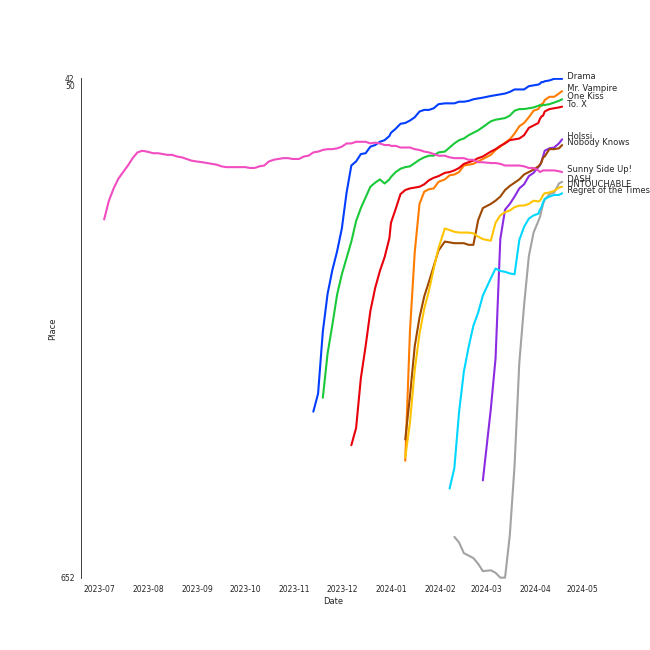 42
50
Drama
Mr. Vampire
One Kiss
To. X
Holssi
Nobody Knows
Sunny Side Up!
DASH
UNTOUCHABLE
Regret of the Times
Place
652
2023-07 2023-08 2023-09 2023-10 2023-11 2023-12 2024-01 2024-02 2024-03 2024-04 2024-05
Date